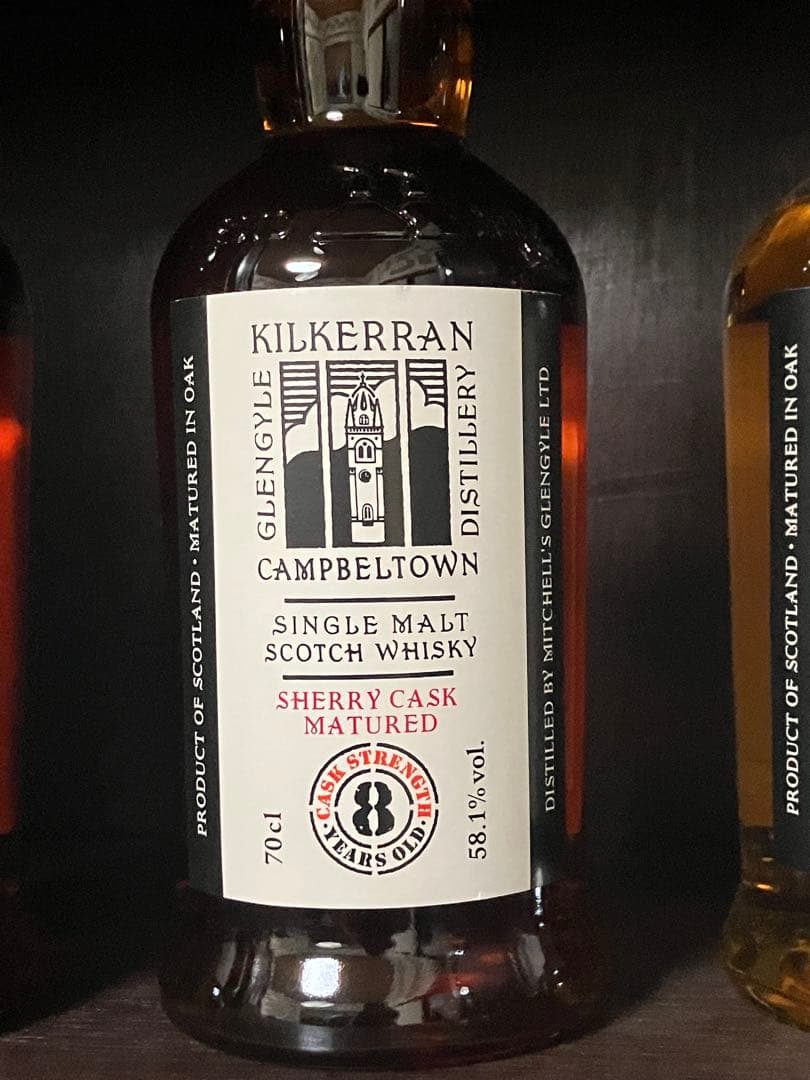 KILKERRAN
GLENGYLE
DISTILLERY
CAMPBELTOWN
SINGLE MALT
SCOTCH WHISKY
SHERRY CASK
MATURED
CASK STRENGTH
8
·YEARS OLD·
70cl
58.1%vol.
PRODUCT OF SCOTLAND • MATURED IN OAK
DISTILLED BY MITCHELL'S GLENGYLE LTD
PRODUCT OF SCOTLAND • MATURED IN OAK